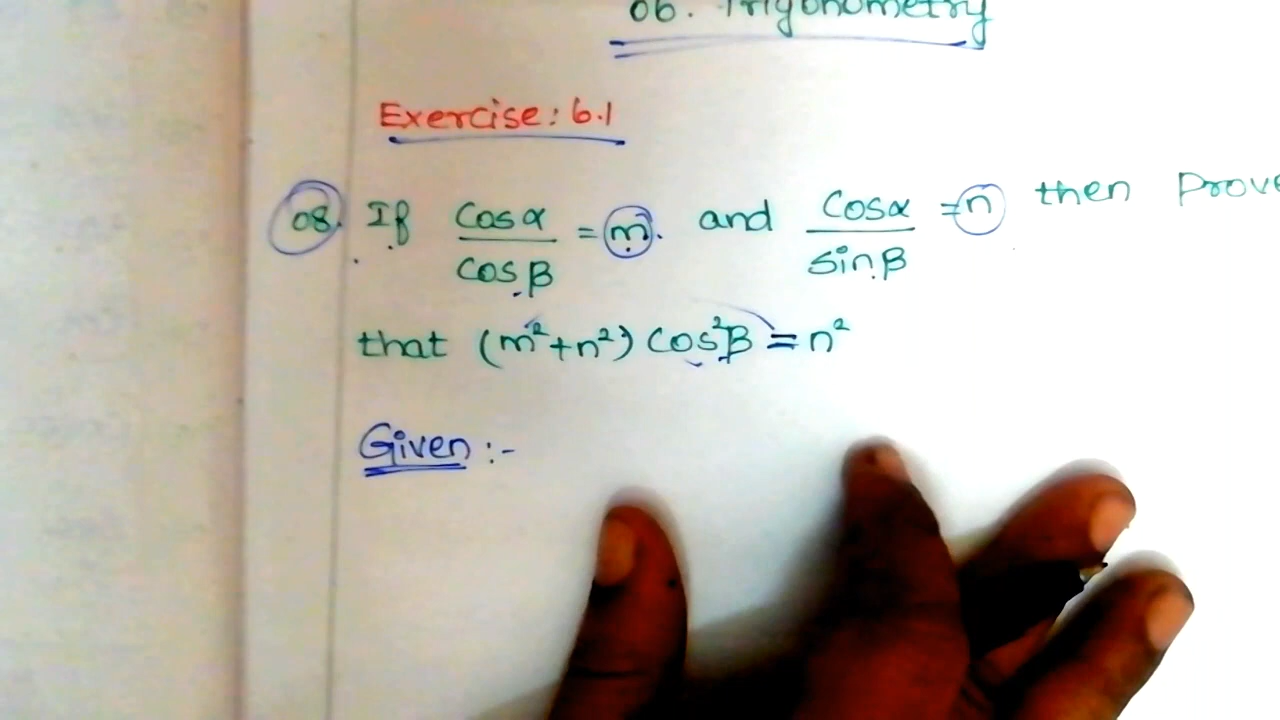 06. Trigonometry
Exercise: 6.1
08. If cosα/cosβ = m. and cosα/sinβ = n then Prove
that (m²+n²) cos²β = n²
Given :-